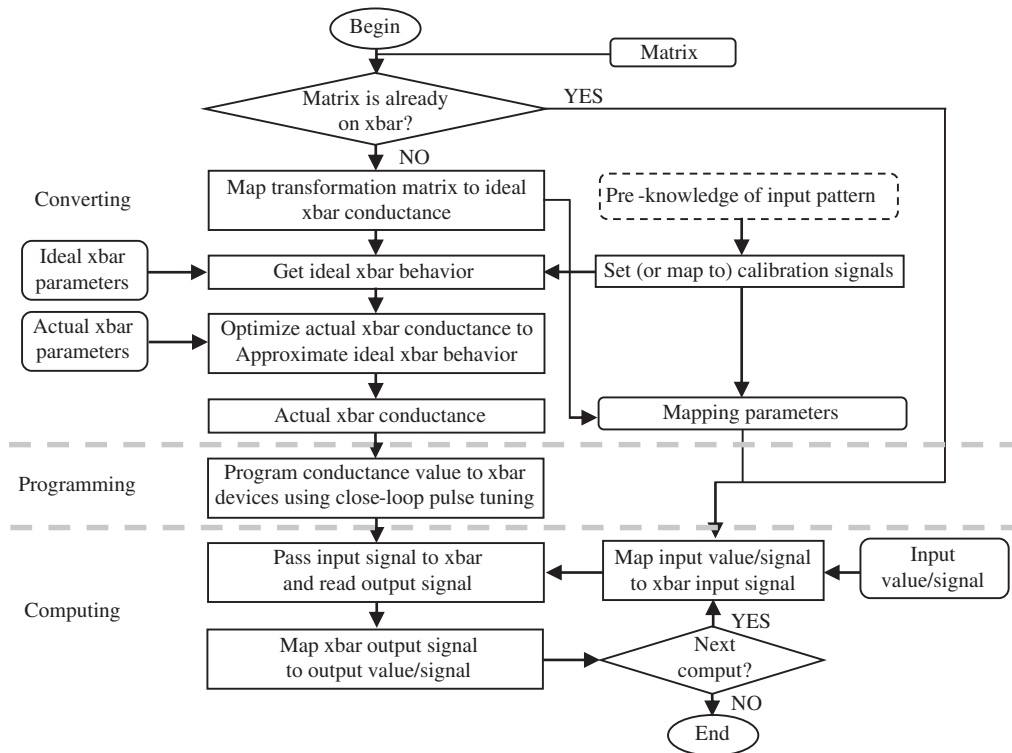 Begin
Matrix
Matrix is already
on xbar?
YES
NO
Converting
Map transformation matrix to ideal
xbar conductance
Pre -knowledge of input pattern
Ideal xbar
parameters
Get ideal xbar behavior
Set (or map to) calibration signals
Actual xbar
parameters
Optimize actual xbar conductance to
Approximate ideal xbar behavior
Actual xbar conductance
Mapping parameters
Programming
Program conductance value to xbar
devices using close-loop pulse tuning
Computing
Pass input signal to xbar
and read output signal
Map input value/signal
to xbar input signal
Input
value/signal
YES
Map xbar output signal
to output value/signal
Next
comput?
NO
End